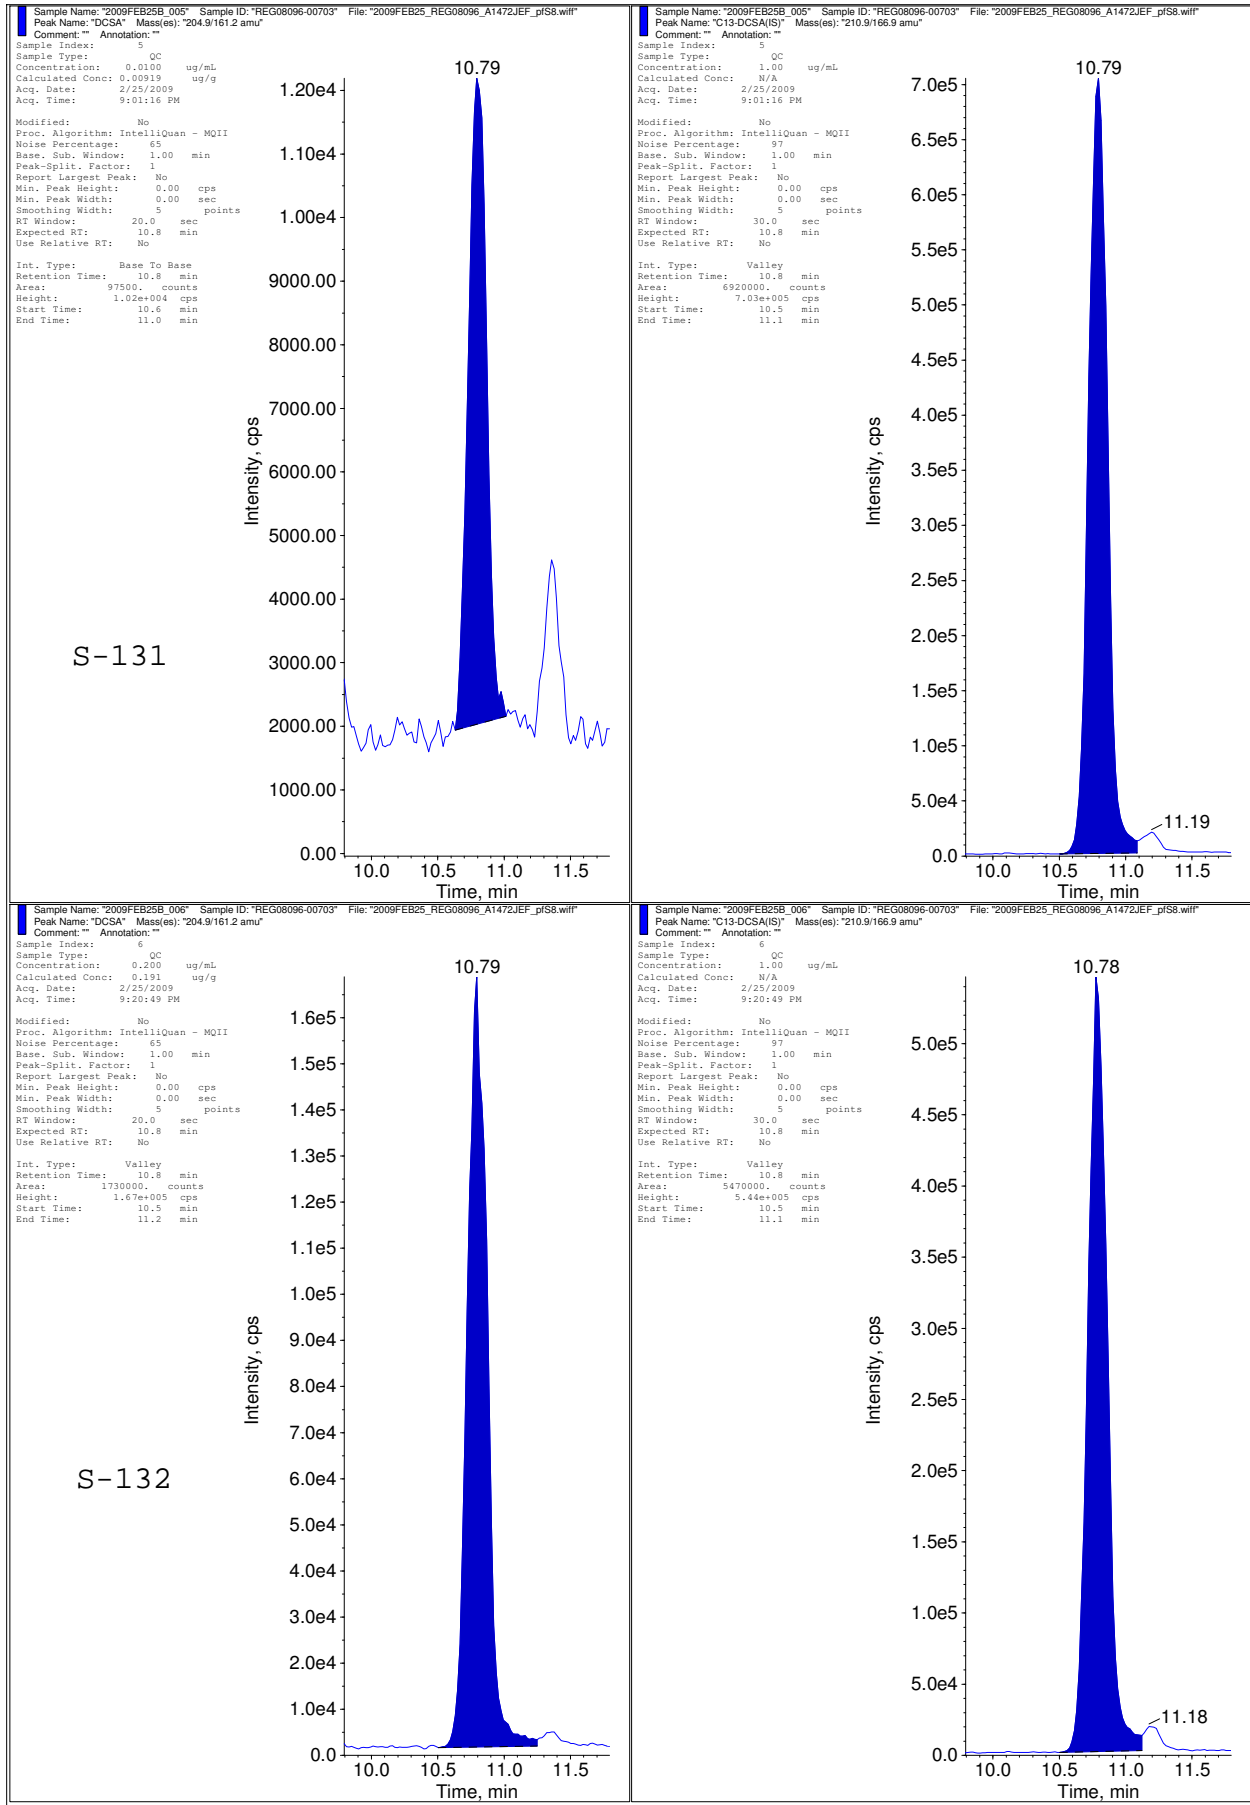 Sample Name: "2009FEB25B_005" Sample ID: "REG08096-00703" File: "2009FEB25_REG08096_A1472JEF_pfS8.wiff"
Peak Name: "DCSA" Mass(es): "204.9/161.2 amu"
Comment: "" Annotation: ""
Sample Index: 5
Sample Type: QC
Concentration: 0.0100 ug/mL
Calculated Conc: 0.00919 ug/g
Acq. Date: 2/25/2009
Acq. Time: 9:01:16 PM
Modified: No
Proc. Algorithm: IntelliQuan - MQII
Noise Percentage: 65
Base. Sub. Window: 1.00 min
Peak-Split. Factor: 1
Report Largest Peak: No
Min. Peak Height: 0.00 cps
Min. Peak Width: 0.00 sec
Smoothing Width: 5 points
RT Window: 20.0 sec
Expected RT: 10.8 min
Use Relative RT: No
Int. Type: Base To Base
Retention Time: 10.8 min
Area: 97500. counts
Height: 1.02e+004 cps
Start Time: 10.6 min
End Time: 11.0 min
S-131
10.79
1.20e4
1.10e4
1.00e4
9000.00
8000.00
7000.00
6000.00
5000.00
4000.00
3000.00
2000.00
1000.00
0.00
Intensity, cps
10.0 10.5 11.0 11.5
Time, min
Sample Name: "2009FEB25B_005" Sample ID: "REG08096-00703" File: "2009FEB25_REG08096_A1472JEF_pfS8.wiff"
Peak Name: "C13-DCSA(IS)" Mass(es): "210.9/166.9 amu"
Comment: "" Annotation: ""
Sample Index: 5
Sample Type: QC
Concentration: 1.00 ug/mL
Calculated Conc: N/A
Acq. Date: 2/25/2009
Acq. Time: 9:01:16 PM
Modified: No
Proc. Algorithm: IntelliQuan - MQII
Noise Percentage: 97
Base. Sub. Window: 1.00 min
Peak-Split. Factor: 1
Report Largest Peak: No
Min. Peak Height: 0.00 cps
Min. Peak Width: 0.00 sec
Smoothing Width: 5 points
RT Window: 30.0 sec
Expected RT: 10.8 min
Use Relative RT: No
Int. Type: Valley
Retention Time: 10.8 min
Area: 6920000. counts
Height: 7.03e+005 cps
Start Time: 10.5 min
End Time: 11.1 min
10.79
7.0e5
6.5e5
6.0e5
5.5e5
5.0e5
4.5e5
4.0e5
3.5e5
3.0e5
2.5e5
2.0e5
1.5e5
1.0e5
5.0e4
0.0
11.19
Intensity, cps
10.0 10.5 11.0 11.5
Time, min
Sample Name: "2009FEB25B_006" Sample ID: "REG08096-00703" File: "2009FEB25_REG08096_A1472JEF_pfS8.wiff"
Peak Name: "DCSA" Mass(es): "204.9/161.2 amu"
Comment: "" Annotation: ""
Sample Index: 6
Sample Type: QC
Concentration: 0.200 ug/mL
Calculated Conc: 0.191 ug/g
Acq. Date: 2/25/2009
Acq. Time: 9:20:49 PM
Modified: No
Proc. Algorithm: IntelliQuan - MQII
Noise Percentage: 65
Base. Sub. Window: 1.00 min
Peak-Split. Factor: 1
Report Largest Peak: No
Min. Peak Height: 0.00 cps
Min. Peak Width: 0.00 sec
Smoothing Width: 5 points
RT Window: 20.0 sec
Expected RT: 10.8 min
Use Relative RT: No
Int. Type: Valley
Retention Time: 10.8 min
Area: 1730000. counts
Height: 1.67e+005 cps
Start Time: 10.5 min
End Time: 11.2 min
S-132
10.79
1.6e5
1.5e5
1.4e5
1.3e5
1.2e5
1.1e5
1.0e5
9.0e4
8.0e4
7.0e4
6.0e4
5.0e4
4.0e4
3.0e4
2.0e4
1.0e4
0.0
Intensity, cps
10.0 10.5 11.0 11.5
Time, min
Sample Name: "2009FEB25B_006" Sample ID: "REG08096-00703" File: "2009FEB25_REG08096_A1472JEF_pfS8.wiff"
Peak Name: "C13-DCSA(IS)" Mass(es): "210.9/166.9 amu"
Comment: "" Annotation: ""
Sample Index: 6
Sample Type: QC
Concentration: 1.00 ug/mL
Calculated Conc: N/A
Acq. Date: 2/25/2009
Acq. Time: 9:20:49 PM
Modified: No
Proc. Algorithm: IntelliQuan - MQII
Noise Percentage: 97
Base. Sub. Window: 1.00 min
Peak-Split. Factor: 1
Report Largest Peak: No
Min. Peak Height: 0.00 cps
Min. Peak Width: 0.00 sec
Smoothing Width: 5 points
RT Window: 30.0 sec
Expected RT: 10.8 min
Use Relative RT: No
Int. Type: Valley
Retention Time: 10.8 min
Area: 5470000. counts
Height: 5.44e+005 cps
Start Time: 10.5 min
End Time: 11.1 min
10.78
5.0e5
4.5e5
4.0e5
3.5e5
3.0e5
2.5e5
2.0e5
1.5e5
1.0e5
5.0e4
0.0
11.18
Intensity, cps
10.0 10.5 11.0 11.5
Time, min